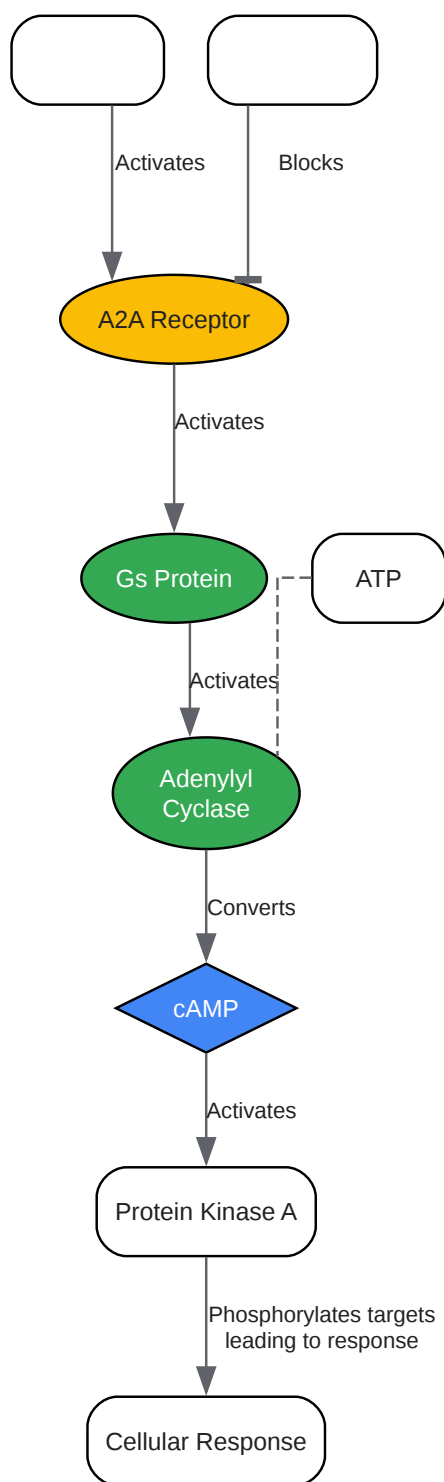 Activates
Blocks
A2A Receptor
Activates
Gs Protein
ATP
Activates
Adenylyl
Cyclase
Converts
cAMP
Activates
Protein Kinase A
Phosphorylates targets
leading to response
Cellular Response